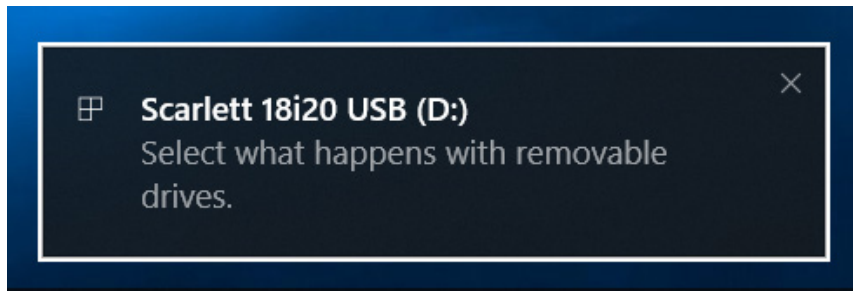 Scarlett 18i20 USB (D:)
Select what happens with removable
drives.